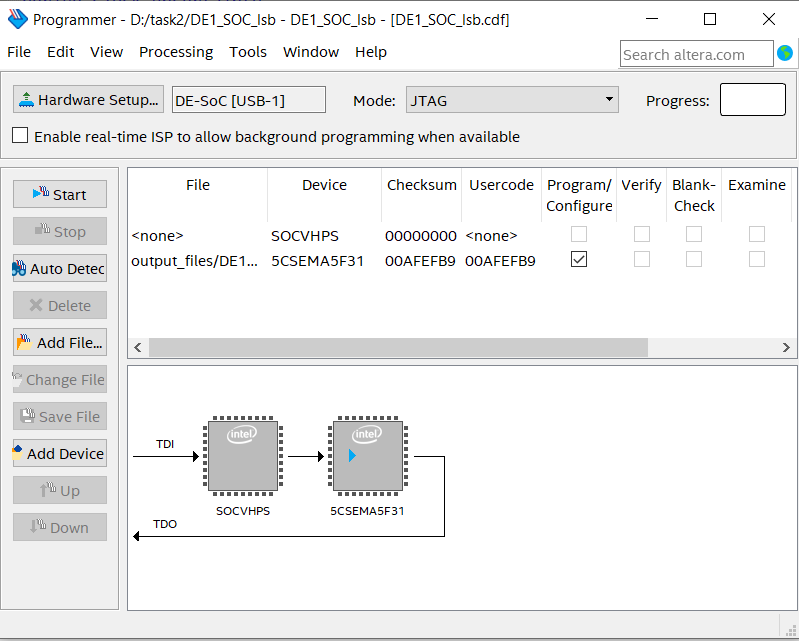 Programmer - D:/task2/DE1_SOC_lsb - DE1_SOC_lsb - [DE1_SOC_lsb.cdf]
File Edit View Processing Tools Window Help
Search altera.com
Hardware Setup... DE-SoC [USB-1] Mode: JTAG Progress:
Enable real-time ISP to allow background programming when available
Start
Stop
Auto Detec
Delete
Add File...
Change File
Save File
Add Device
Up
Down
File Device Checksum Usercode Program/ Verify Blank- Examine
Configure Check
<none> SOCVHPS 00000000 <none>
output_files/DE1... 5CSEMA5F31 00AFEFB9 00AFEFB9
TDI
intel
intel
SOCVHPS
5CSEMA5F31
TDO